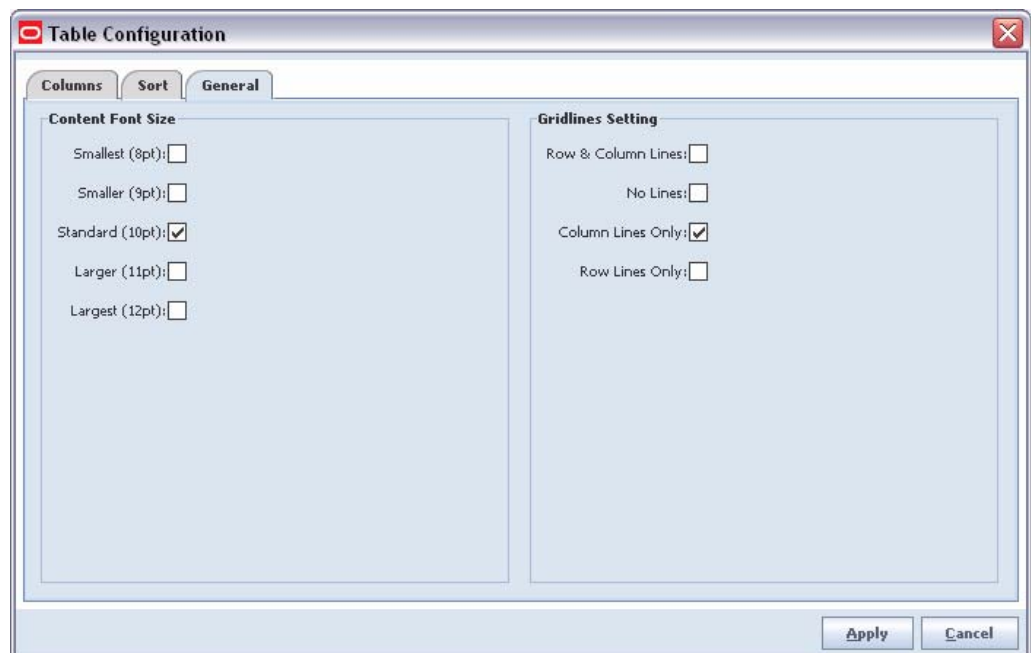 Table Configuration
Columns
Sort
General
Content Font Size
Smallest (8pt):
Smaller (9pt):
Standard (10pt):
Larger (11pt):
Largest (12pt):
Gridlines Setting
Row & Column Lines:
No Lines:
Column Lines Only:
Row Lines Only:
Apply
Cancel